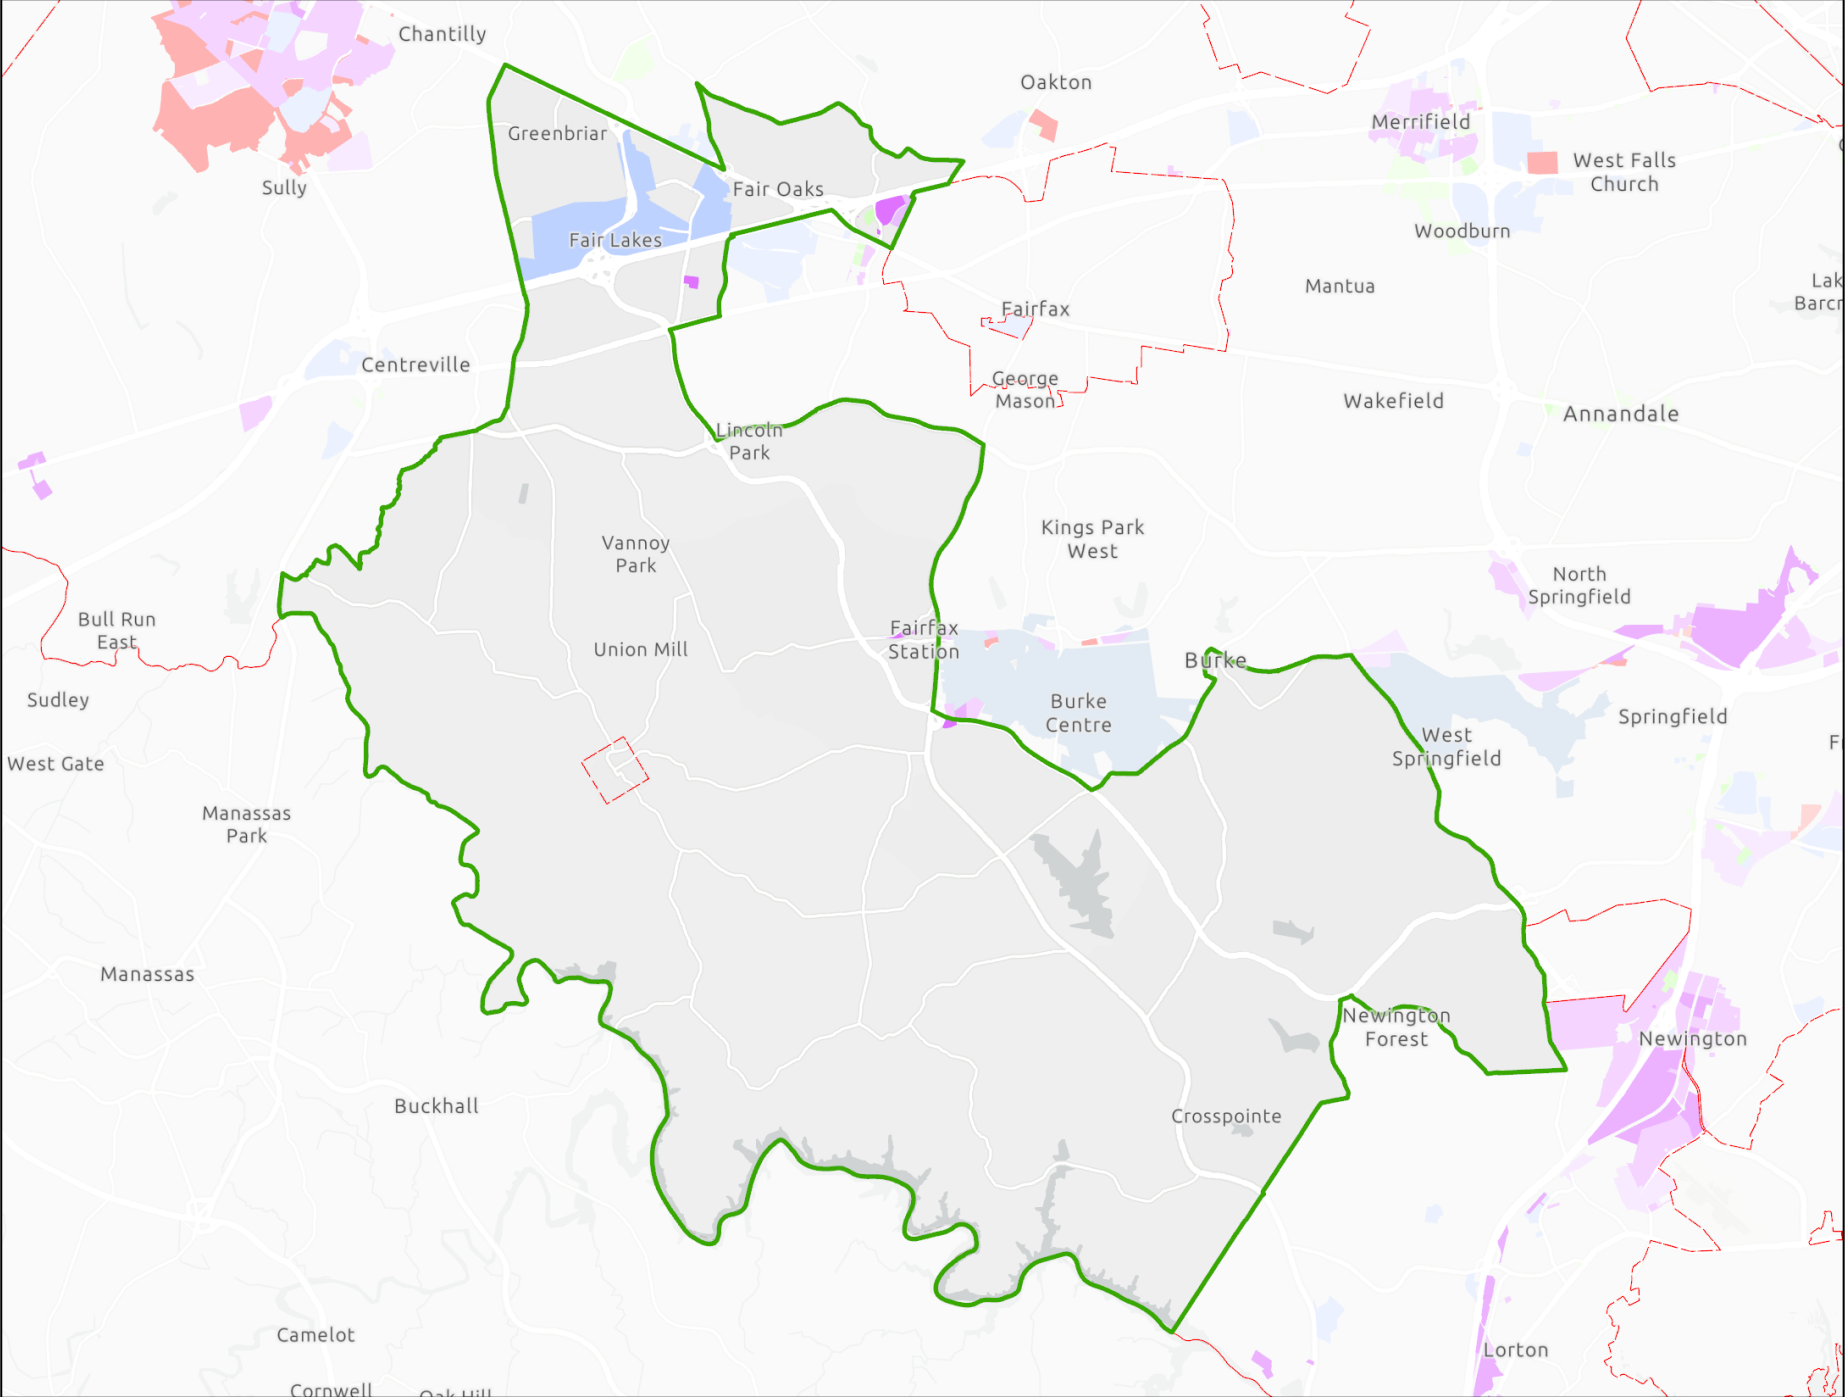 Chantilly
Oakton
Greenbriar
Merrifield
West Falls
Church
Sully
Fair Oaks
Fair Lakes
Woodburn
Mantua
Fairfax
Centreville
George
Mason
Wakefield
Annandale
Lincoln
Park
Kings Park
West
Vannoy
Park
North
Springfield
Bull Run
East
Fairfax
Station
Union Mill
Burke
Sudley
Burke
Centre
Springfield
West
Springfield
West Gate
Manassas
Park
Manassas
Newington
Forest
Newington
Buckhall
Crosspointe
Camelot
Lorton
Cornwell
Oak Hill